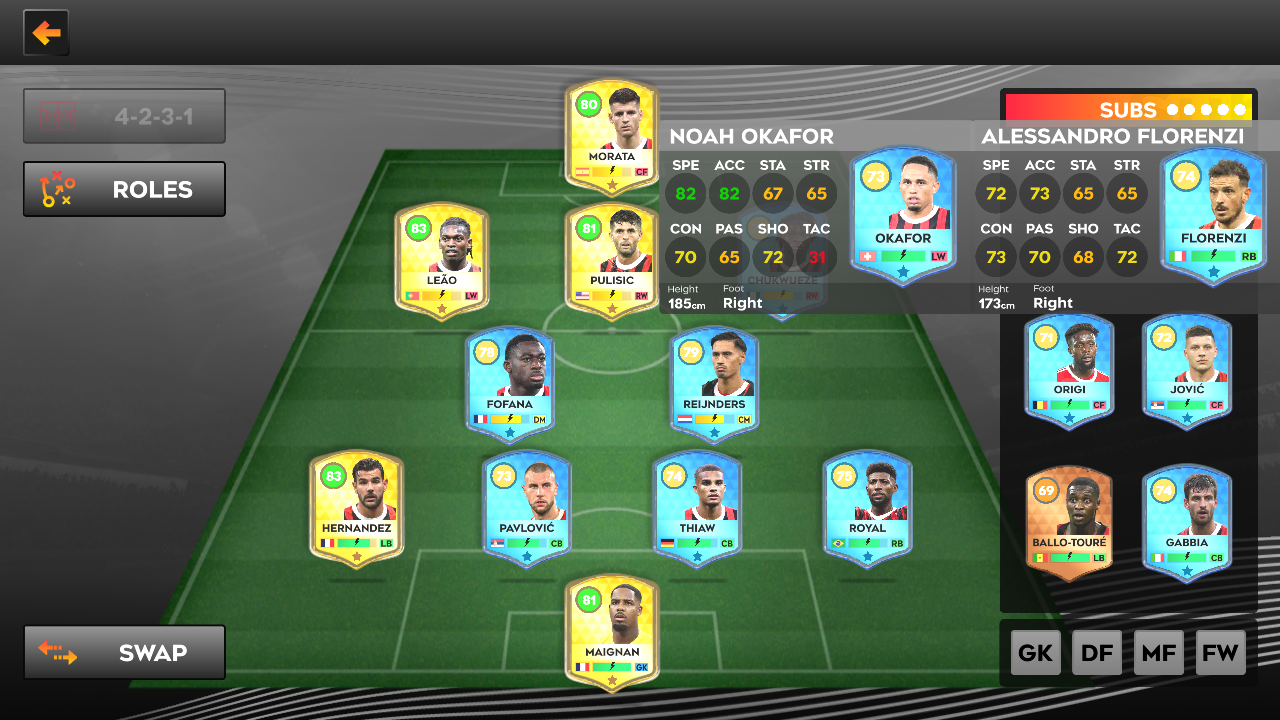 4-2-3-1
ROLES
SWAP
80
MORATA
CF
83
LEÃO
LW
81
PULISIC
RW
CHUKWUEZE
RW
78
FOFANA
DM
79
REIJNDERS
CM
83
HERNANDEZ
LB
73
PAVLOVIĆ
CB
74
THIAW
CB
75
ROYAL
RB
81
MAIGNAN
GK
NOAH OKAFOR
SPE ACC STA STR
82 82 67 65
CON PAS SHO TAC
70 65 72 31
Height Foot
185cm Right
73
OKAFOR
LW
SUBS
ALESSANDRO FLORENZI
SPE ACC STA STR
72 73 65 65
CON PAS SHO TAC
73 70 68 72
Height Foot
173cm Right
74
FLORENZI
RB
71
ORIGI
CF
72
JOVIĆ
CF
69
BALLO-TOURÉ
LB
74
GABBIA
CB
GK DF MF FW